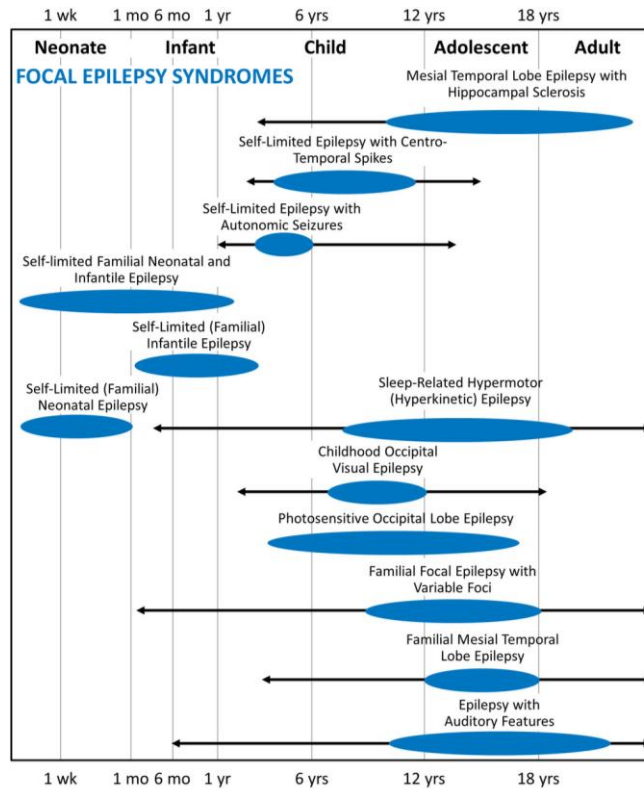 1 wk 1 mo 6 mo 1 yr 6 yrs 12 yrs 18 yrs
Neonate Infant Child Adolescent Adult
FOCAL EPILEPSY SYNDROMES
Mesial Temporal Lobe Epilepsy with
Hippocampal Sclerosis
Self-Limited Epilepsy with Centro-
Temporal Spikes
Self-Limited Epilepsy with
Autonomic Seizures
Self-limited Familial Neonatal and
Infantile Epilepsy
Self-Limited (Familial)
Infantile Epilepsy
Self-Limited (Familial)
Neonatal Epilepsy
Sleep-Related Hypermotor
(Hyperkinetic) Epilepsy
Childhood Occipital
Visual Epilepsy
Photosensitive Occipital Lobe Epilepsy
Familial Focal Epilepsy with
Variable Foci
Familial Mesial Temporal
Lobe Epilepsy
Epilepsy with
Auditory Features
1 wk 1 mo 6 mo 1 yr 6 yrs 12 yrs 18 yrs